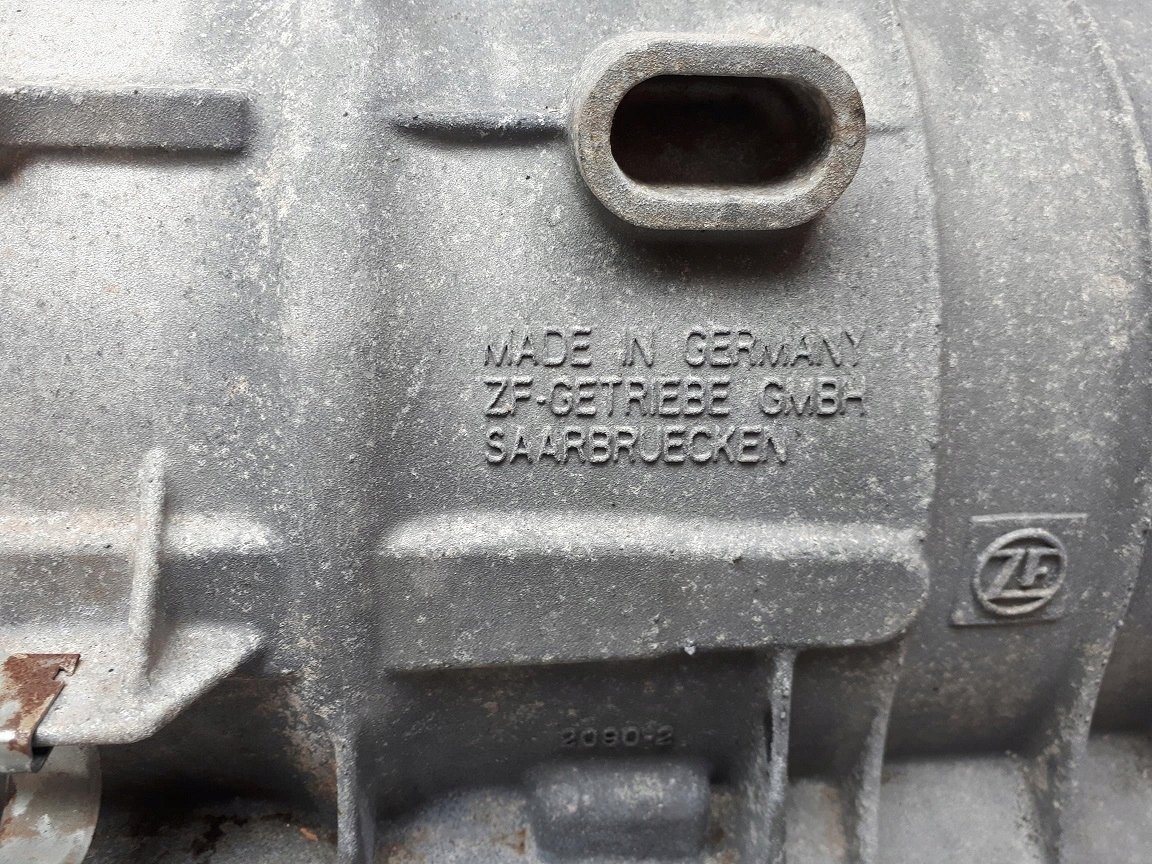 MADE IN GERMANY
ZF-GETRIEBE GMBH
SAARBRUECKEN
ZF
2090-2